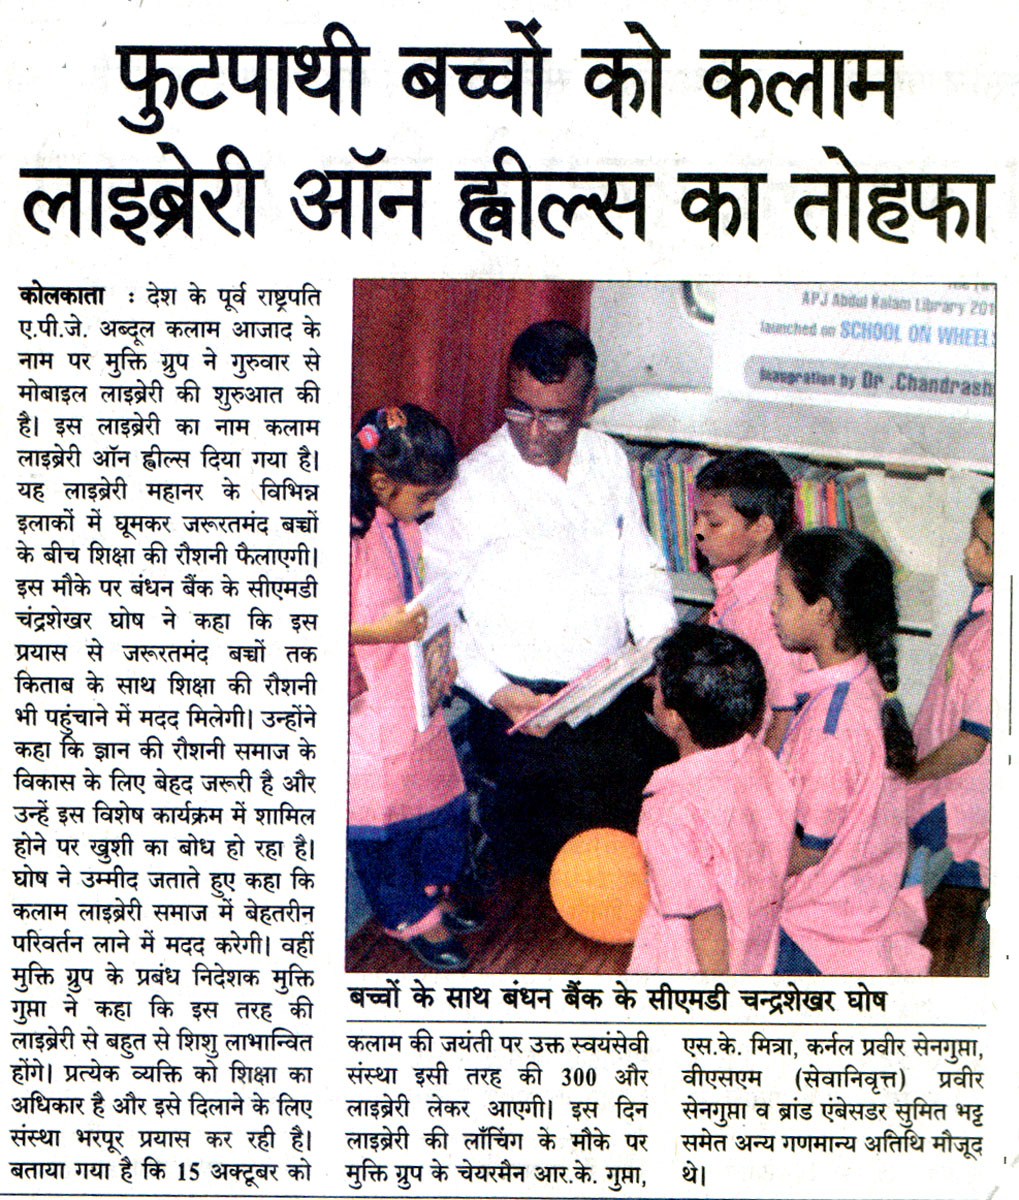 फुटपाथी बच्चों को कलाम
लाइब्रेरी ऑन ह्वील्स का तोहफा
कोलकाता : देश के पूर्व राष्ट्रपति
ए.पी.जे. अब्दूल कलाम आजाद के
नाम पर मुक्ति ग्रुप ने गुरुवार से
मोबाइल लाइब्रेरी की शुरुआत की
है। इस लाइब्रेरी का नाम कलाम
लाइब्रेरी ऑन ह्वील्स दिया गया है।
यह लाइब्रेरी महानर के विभिन्न
इलाकों में घूमकर जरूरतमंद बच्चों
के बीच शिक्षा की रौशनी फैलाएगी।
इस मौके पर बंधन बैंक के सीएमडी
चंद्रशेखर घोष ने कहा कि इस
प्रयास से जरूरतमंद बच्चों तक
किताब के साथ शिक्षा की रौशनी
भी पहुंचाने में मदद मिलेगी। उन्होंने
कहा कि ज्ञान की रौशनी समाज के
विकास के लिए बेहद जरूरी है और
उन्हें इस विशेष कार्यक्रम में शामिल
होने पर खुशी का बोध हो रहा है।
घोष ने उम्मीद जताते हुए कहा कि
कलाम लाइब्रेरी समाज में बेहतरीन
परिवर्तन लाने में मदद करेगी। वहीं
मुक्ति ग्रुप के प्रबंध निदेशक मुक्ति
गुप्ता ने कहा कि इस तरह की
लाइब्रेरी से बहुत से शिशु लाभान्वित
होंगे। प्रत्येक व्यक्ति को शिक्षा का
अधिकार है और इसे दिलाने के लिए
संस्था भरपूर प्रयास कर रही है।
बताया गया है कि 15 अक्टूबर को
APJ Abdul Kalam Library 201
launched on SCHOOL ON WHEELS
Inaugration by Dr .Chandrash
बच्चों के साथ बंधन बैंक के सीएमडी चन्द्रशेखर घोष
कलाम की जयंती पर उक्त स्वयंसेवी
संस्था इसी तरह की 300 और
लाइब्रेरी लेकर आएगी। इस दिन
लाइब्रेरी की लॉंचिंग के मौके पर
मुक्ति ग्रुप के चेयरमैन आर.के. गुप्ता,
एस.के. मित्रा, कर्नल प्रवीर सेनगुप्ता,
वीएसएम (सेवानिवृत्त) प्रवीर
सेनगुप्ता व ब्रांड एंबेसडर सुमित भट्ट
समेत अन्य गणमान्य अतिथि मौजूद
थे।